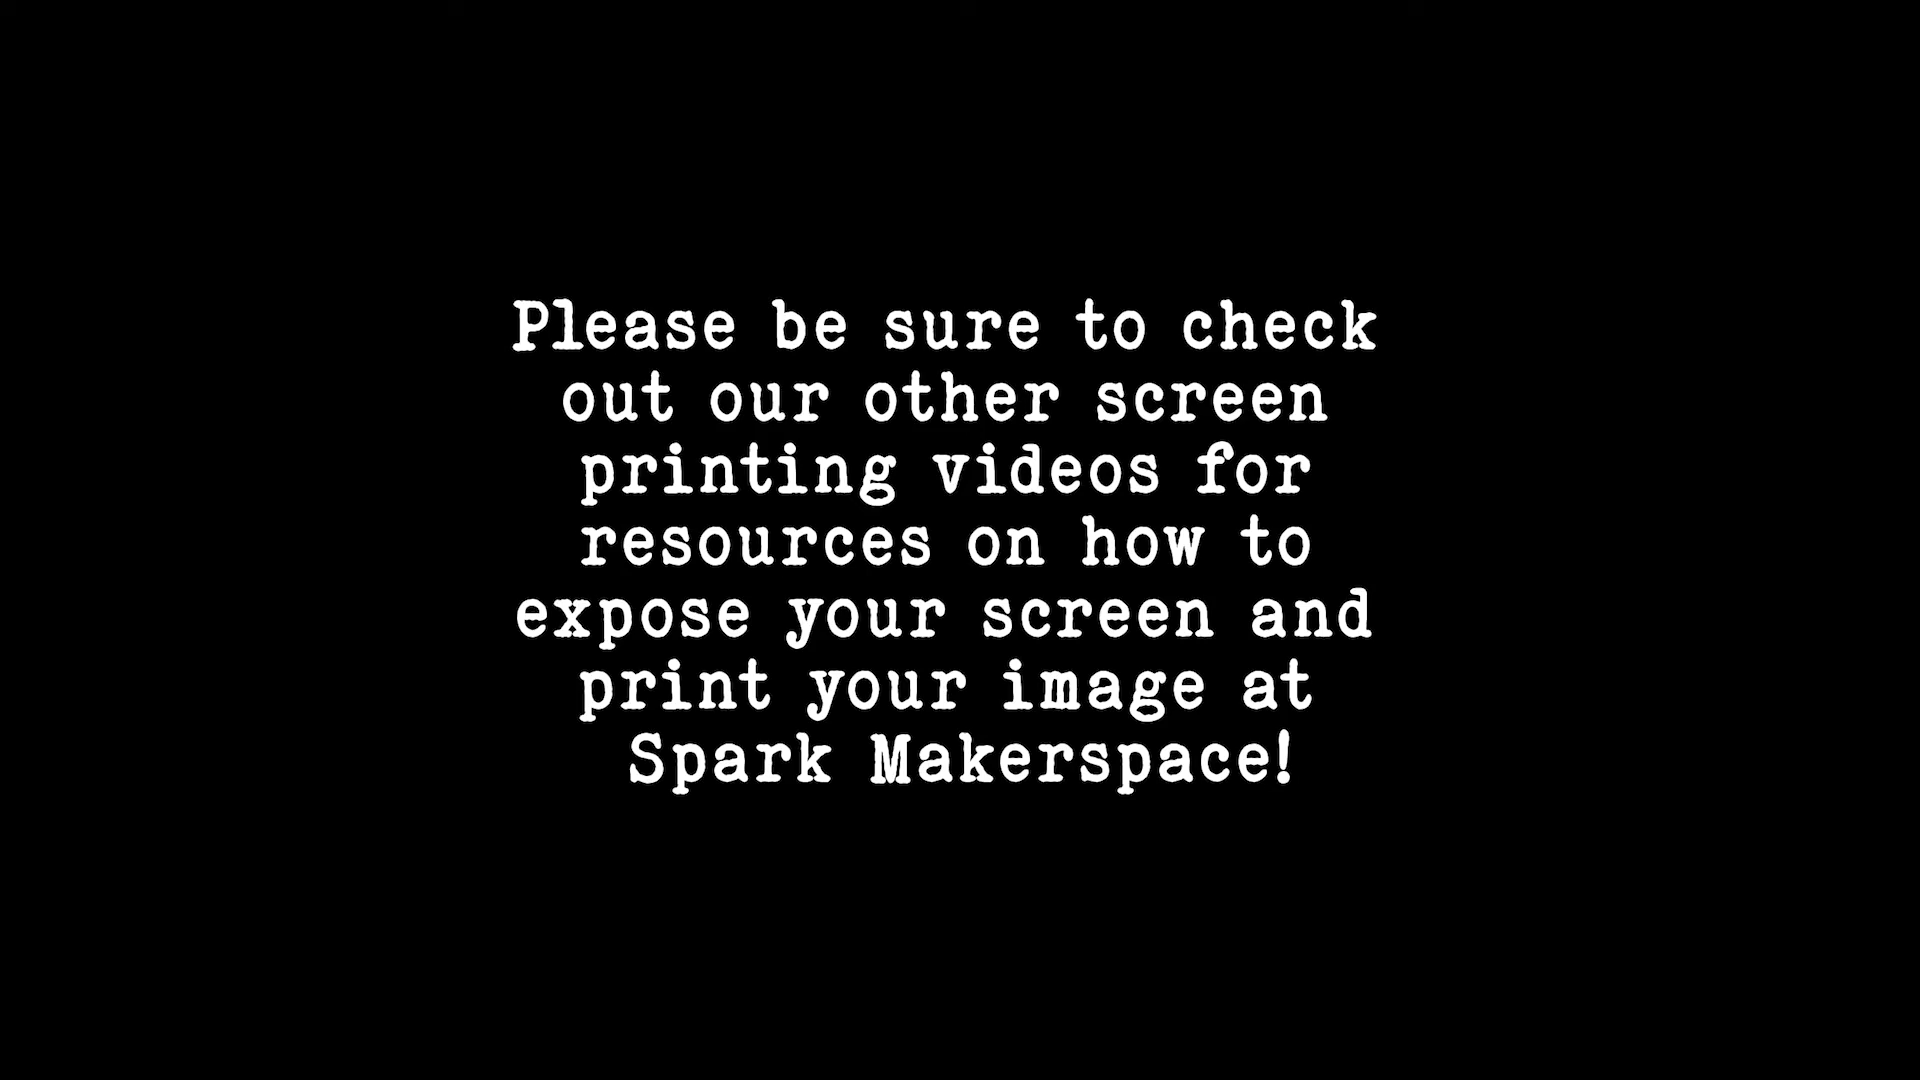 Please be sure to check
out our other screen
printing videos for
resources on how to
expose your screen and
print your image at
Spark Makerspace!